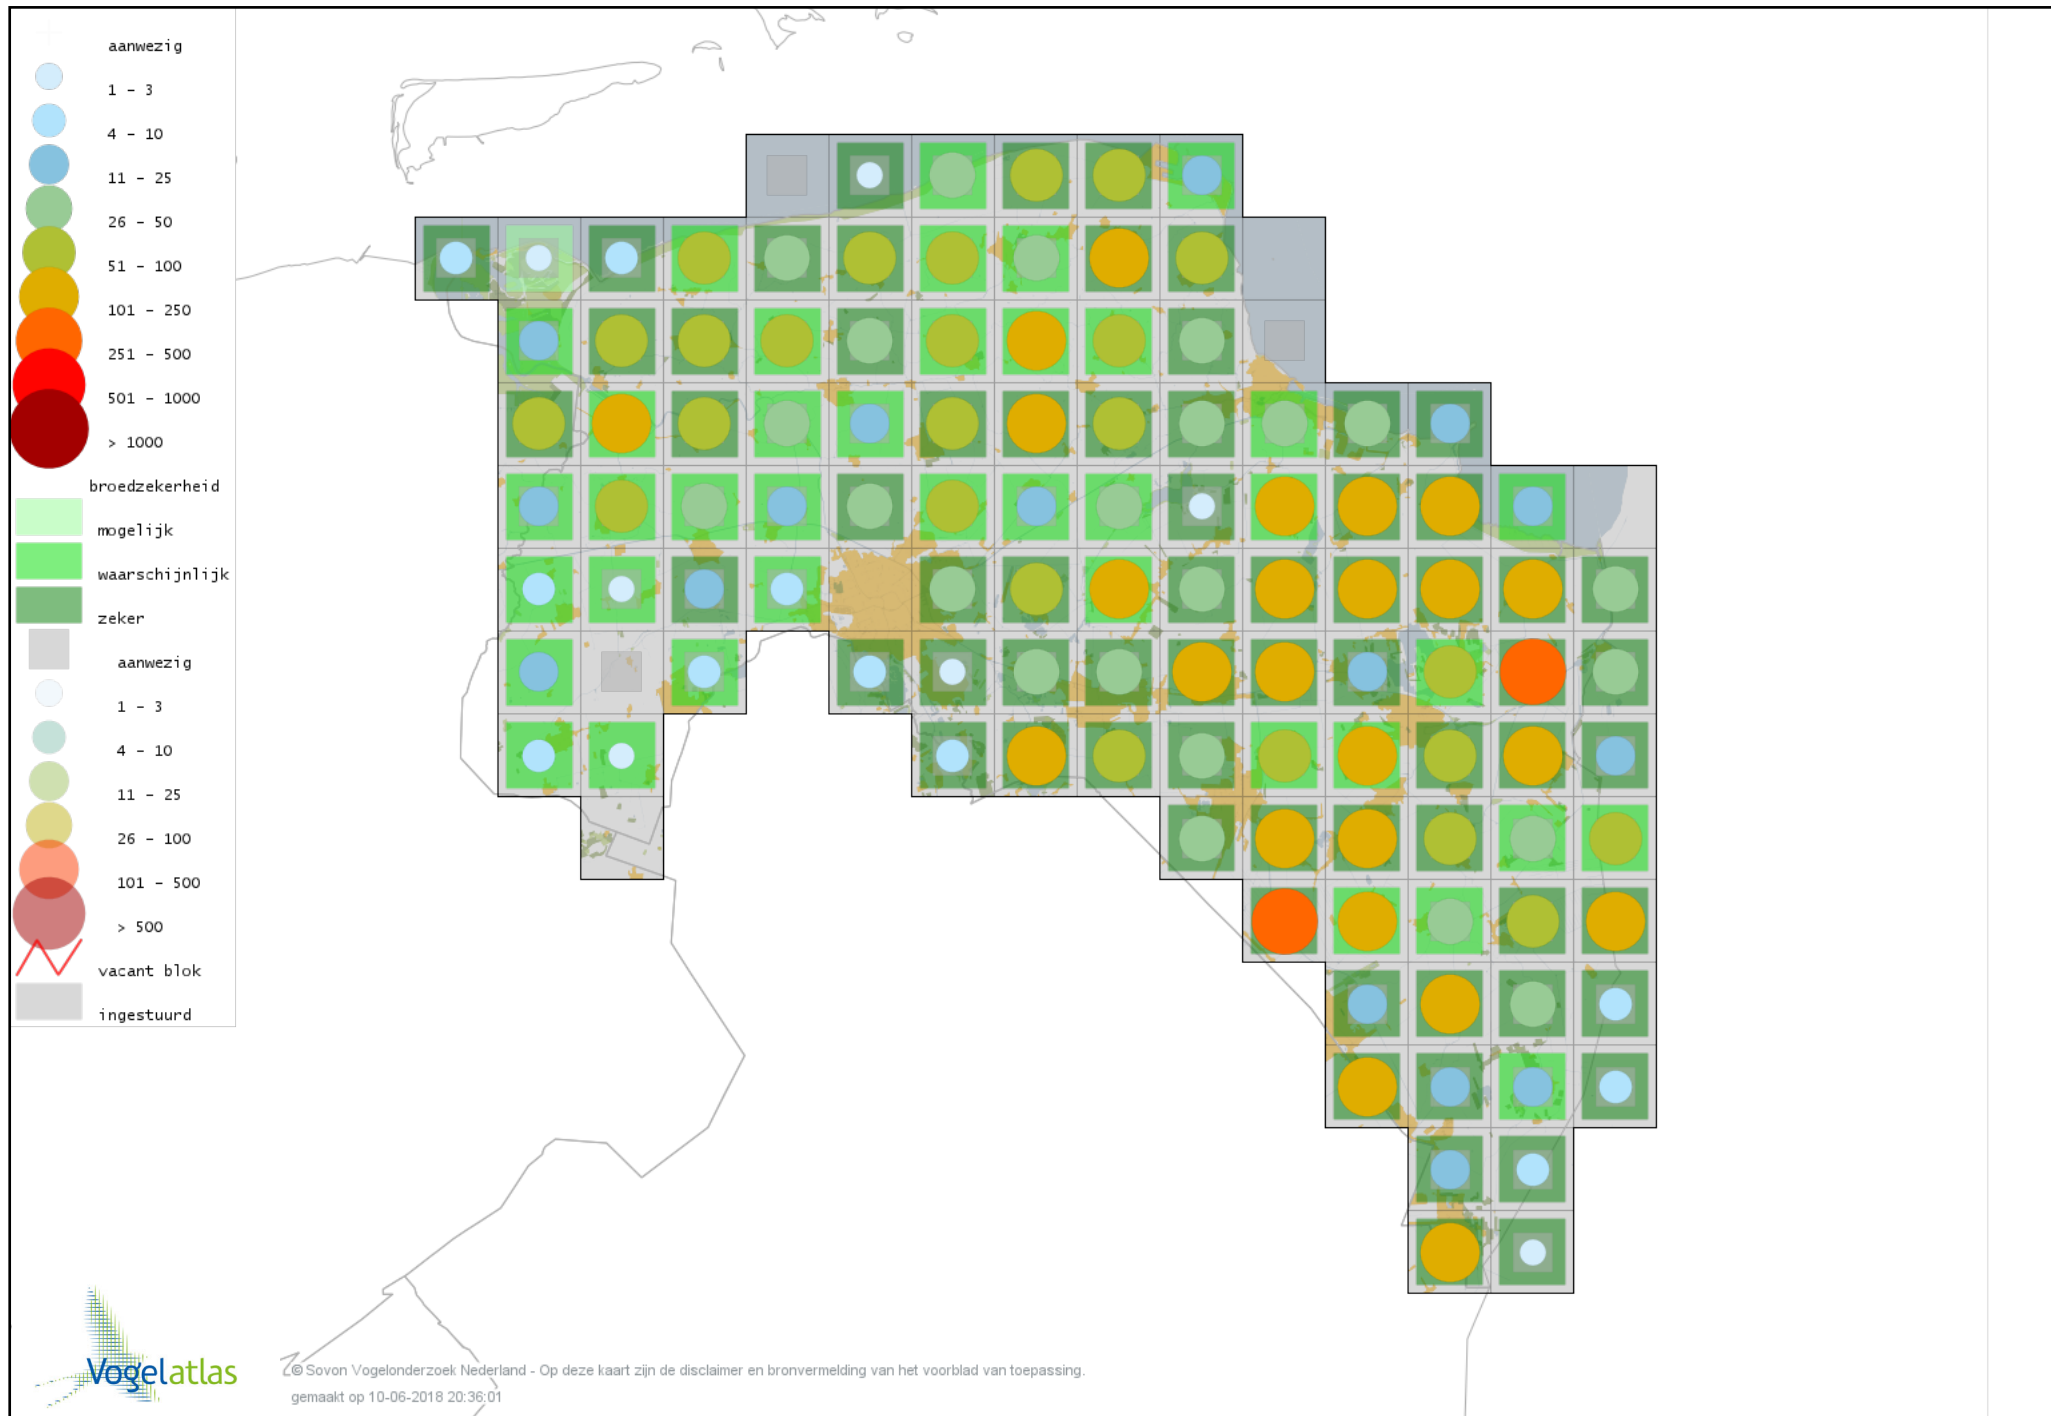 aanwezig
1 - 3
4 - 10
11 - 25
26 - 50
51 - 100
101 - 250
251 - 500
501 - 1000
> 1000
broedzekerheid
mogelijk
waarschijnlijk
zeker
aanwezig
1 - 3
4 - 10
11 - 25
26 - 100
101 - 500
> 500
vacant blok
ingestuurd
Vogelatlas
© Sovon Vogelonderzoek Nederland - Op deze kaart zijn de disclaimer en bronvermelding van het voorblad van toepassing.
gemaakt op 10-06-2018 20:36:01